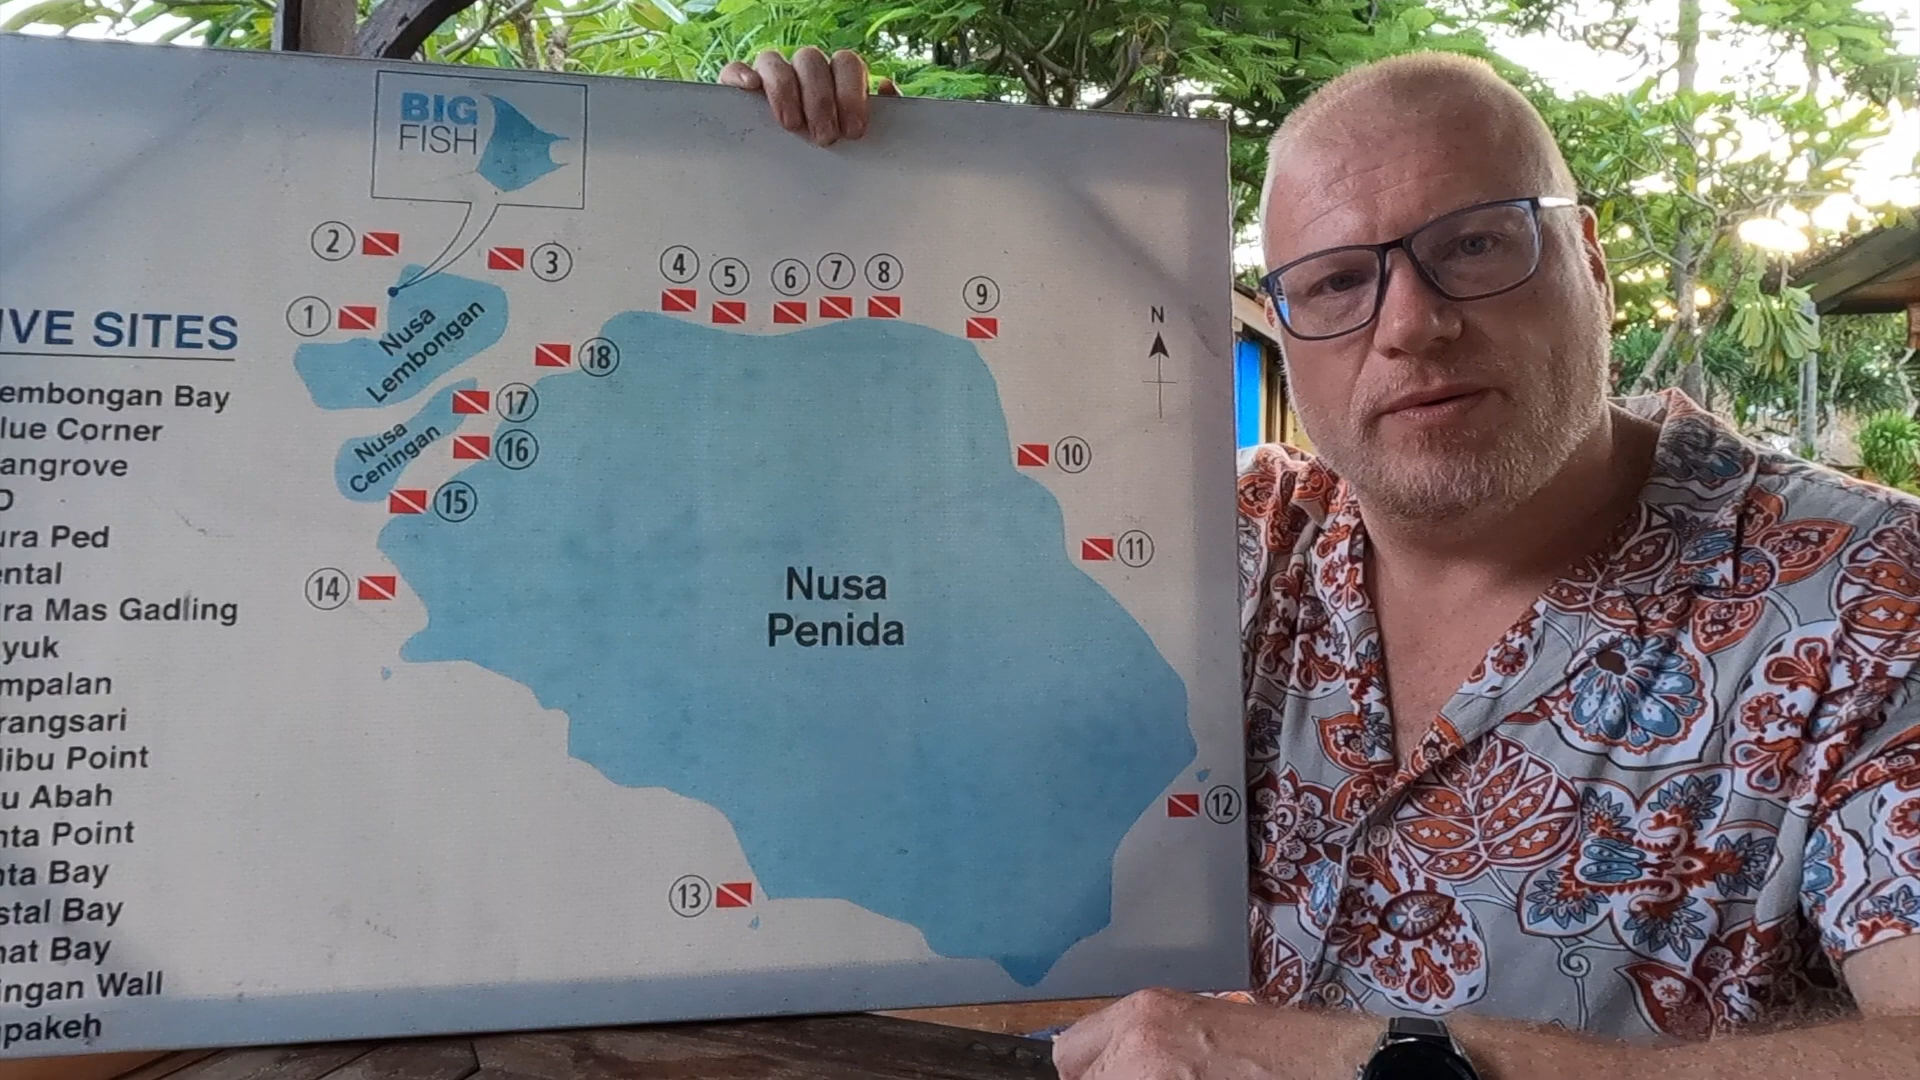 BIG
FISH
2
3
4
5
6
7
8
9
1
N
IVE SITES
Nusa
Lembongan
18
17
16
15
Nusa
Ceningan
10
11
14
Nusa
Penida
12
13
embongan Bay
lue Corner
angrove
D
ura Ped
ental
ura Mas Gadling
yuk
mpalan
rangsari
libu Point
u Abah
nta Point
nta Bay
stal Bay
nat Bay
ingan Wall
pakeh